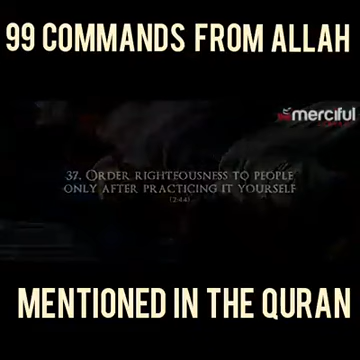 99 COMMANDS FROM ALLAH
merciful
37. ORDER RIGHTEOUSNESS TO PEOPLE
ONLY AFTER PRACTICING IT YOURSELF
(2:44)
MENTIONED IN THE QURAN